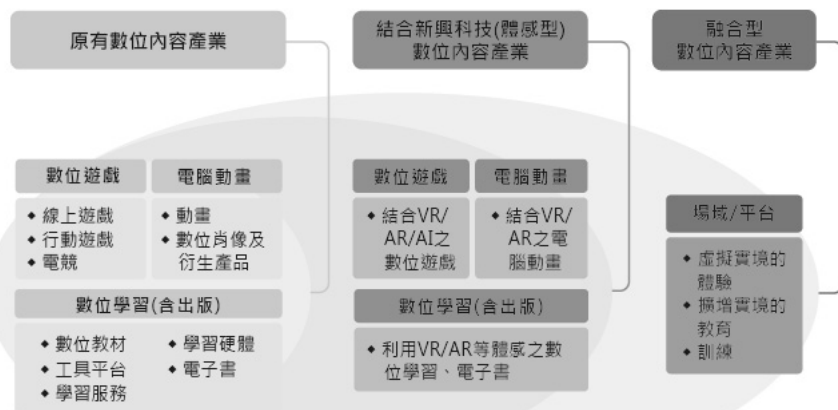 原有數位內容產業
結合新興科技(體感型)
數位內容產業
融合型
數位內容產業
數位遊戲
電腦動畫
◆ 線上遊戲
◆ 行動遊戲
◆ 電競
◆ 動畫
◆ 數位肖像及
衍生產品
數位學習(含出版)
◆ 數位教材
◆ 工具平台
◆ 學習服務
◆ 學習硬體
◆ 電子書
數位遊戲
電腦動畫
◆ 結合VR/
AR/AI之
數位遊戲
◆ 結合VR/
AR之電
腦動畫
數位學習(含出版)
◆ 利用VR/AR等體感之數
位學習、電子書
場域/平台
◆ 虛擬實境的
體驗
◆ 擴增實境的
教育
◆ 訓練